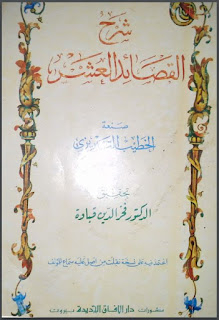 شرح
القصائد العشر
صنعة
الخطيب التبريزي
تحقيق
الدكتور فخر الدين قباوة
منشورات دار الآفاق الجديدة بيروت